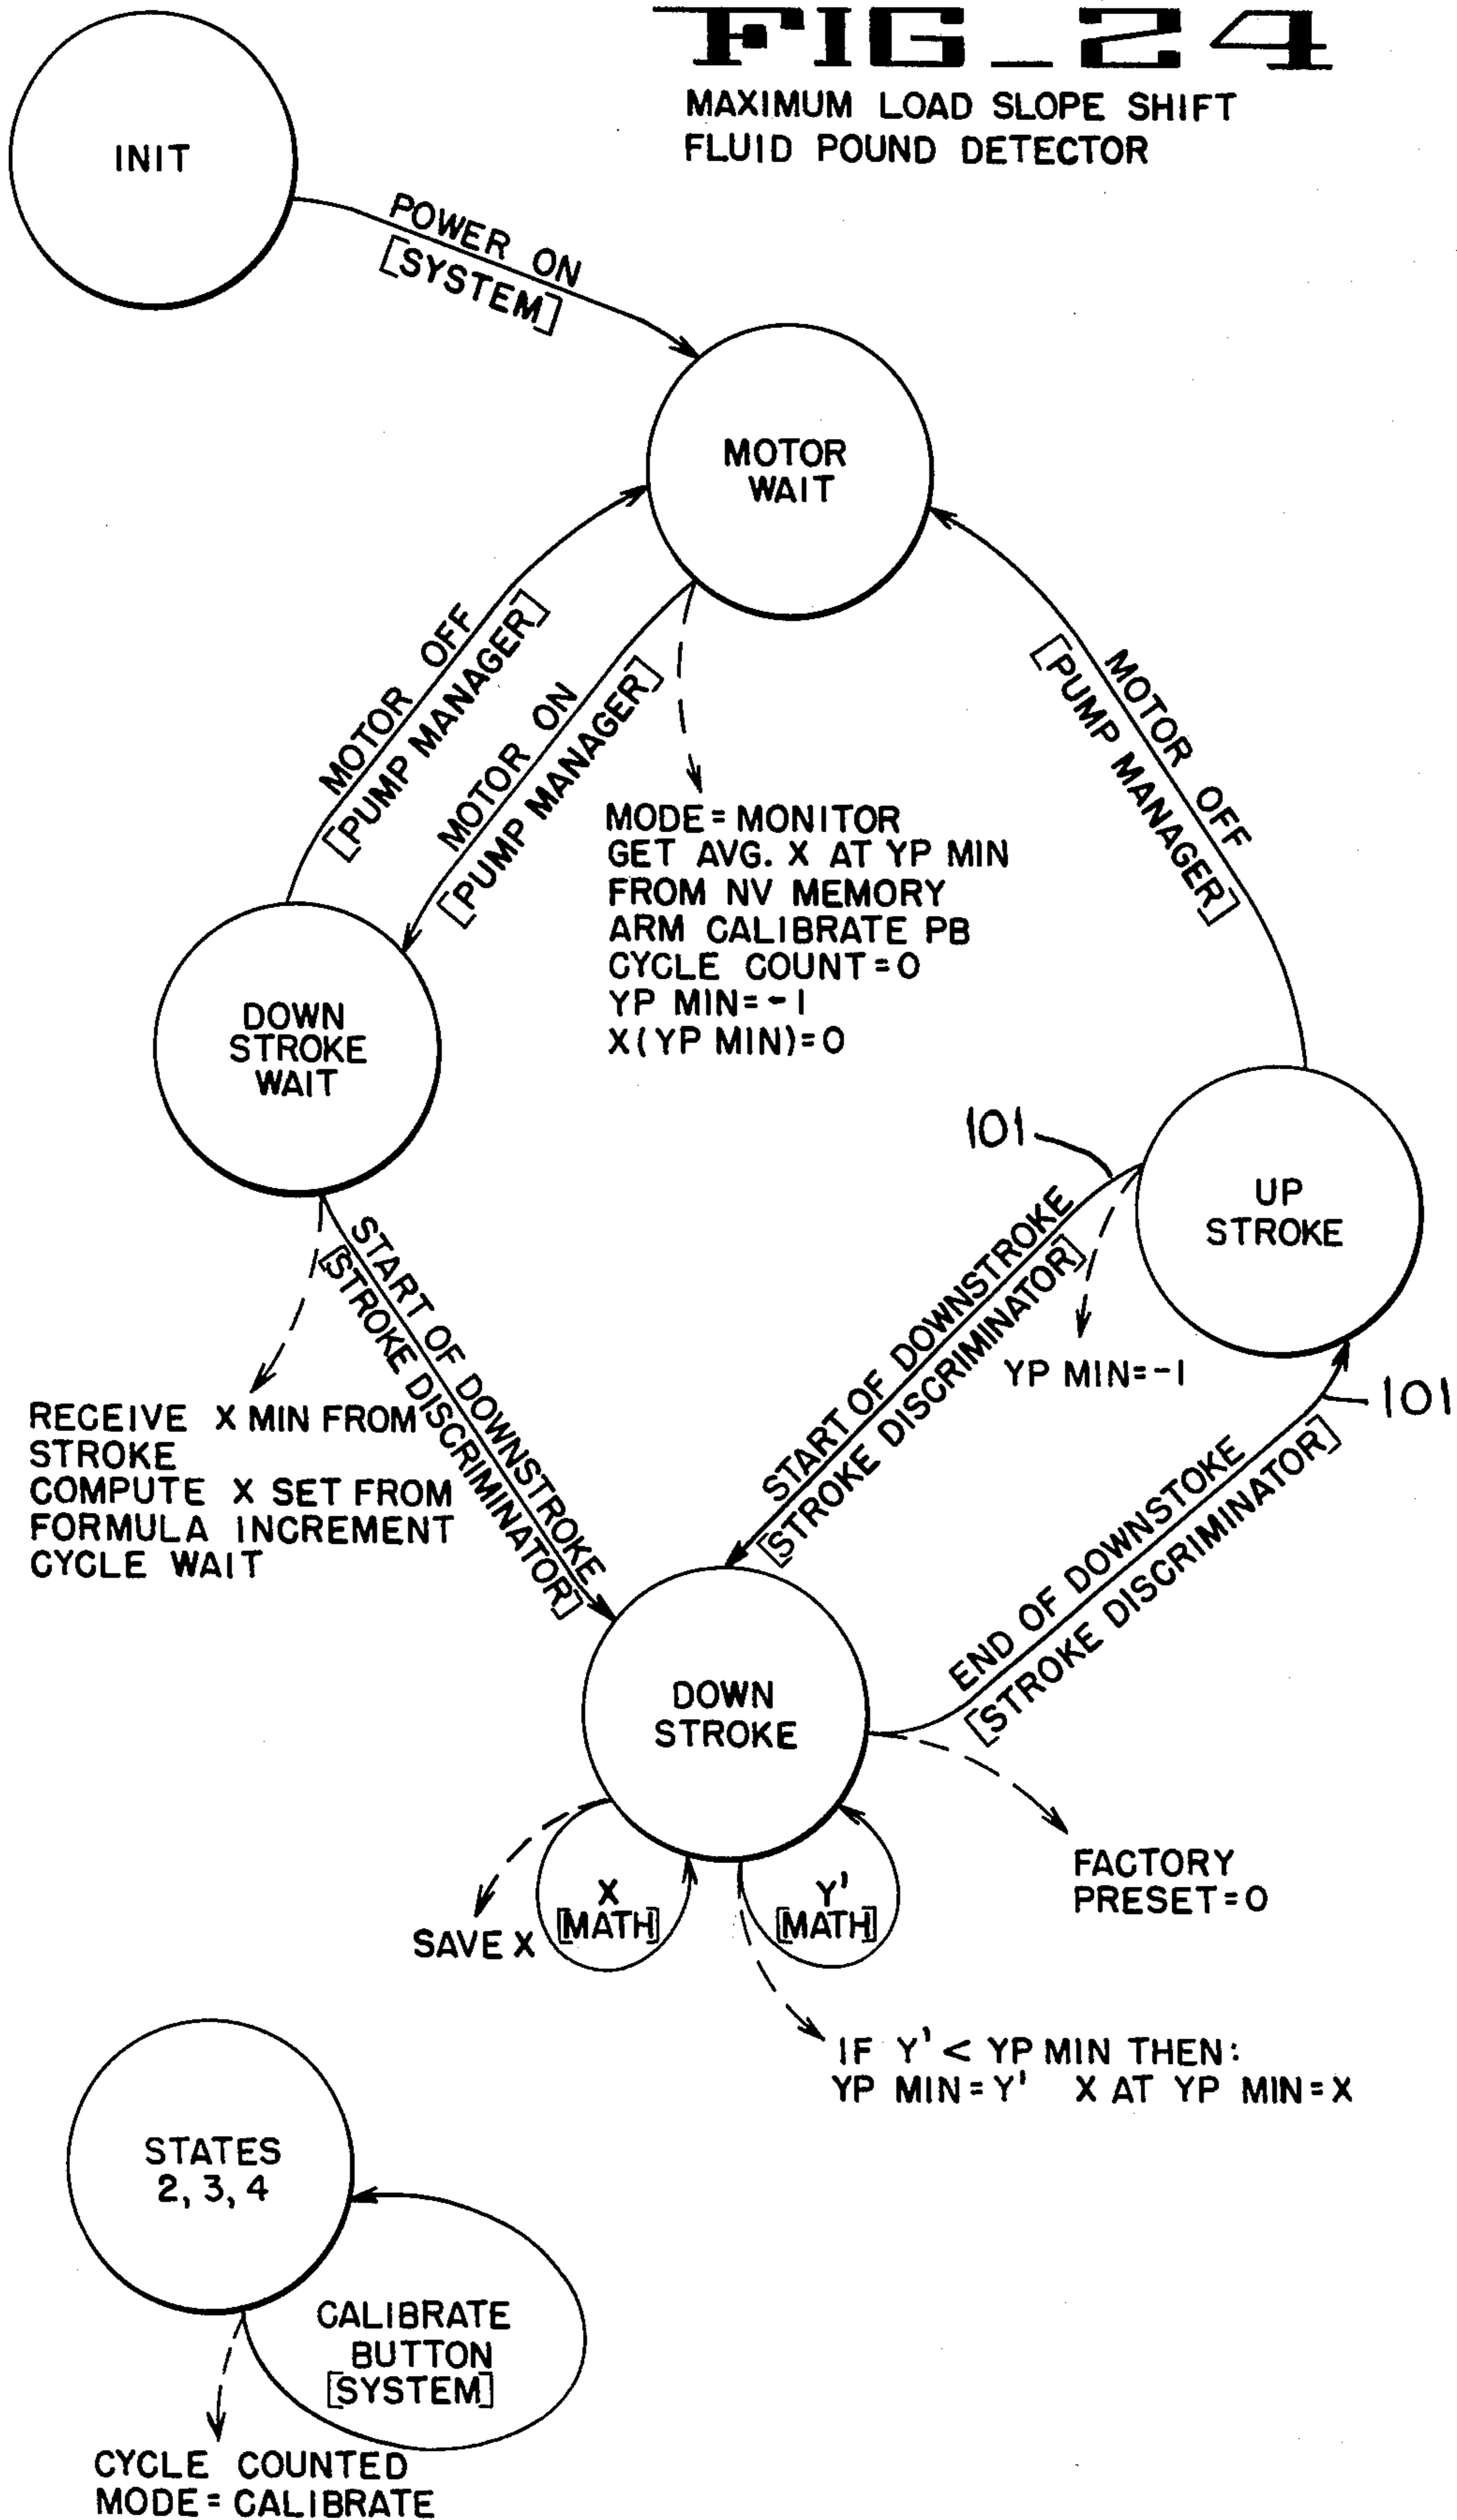 FIG_24
MAXIMUM LOAD SLOPE SHIFT
FLUID POUND DETECTOR
INIT
POWER ON
[SYSTEM]
MOTOR
WAIT
MOTOR OFF
[PUMP MANAGER]
MOTOR ON
[PUMP MANAGER]
MOTOR OFF
[PUMP MANAGER]
MODE=MONITOR
GET AVG. X AT YP MIN
FROM NV MEMORY
ARM CALIBRATE PB
CYCLE COUNT=0
YP MIN=-1
X(YP MIN)=0
DOWN
STROKE
WAIT
101
UP
STROKE
START OF DOWNSTROKE
[STROKE DISCRIMINATOR]
START OF DOWNSTROKE
[STROKE DISCRIMINATOR]
YP MIN=-1
101
RECEIVE X MIN FROM
STROKE
COMPUTE X SET FROM
FORMULA INCREMENT
CYCLE WAIT
END OF DOWNSTOKE
[STROKE DISCRIMINATOR]
DOWN
STROKE
FACTORY
PRESET=0
X
[MATH]
Y'
[MATH]
SAVE X
IF Y' < YP MIN THEN:
YP MIN=Y' X AT YP MIN=X
STATES
2, 3, 4
CALIBRATE
BUTTON
[SYSTEM]
CYCLE COUNTED
MODE=CALIBRATE